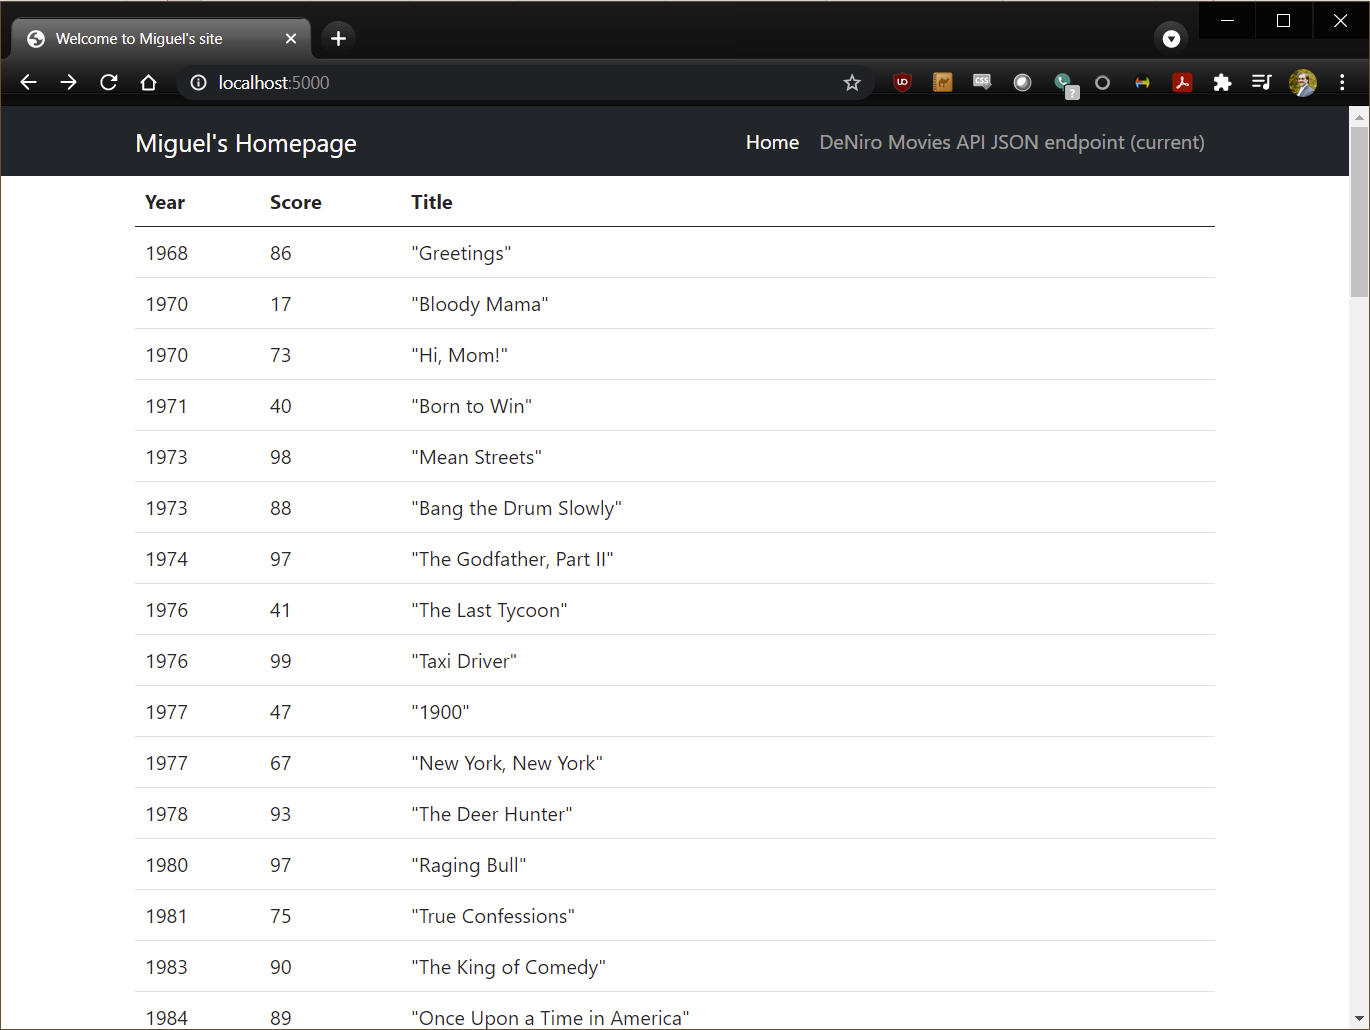 Welcome to Miguel's site
localhost:5000
UD
CSS
?
Miguel's Homepage Home DeNiro Movies API JSON endpoint (current)
Year Score Title
1968 86 "Greetings"
1970 17 "Bloody Mama"
1970 73 "Hi, Mom!"
1971 40 "Born to Win"
1973 98 "Mean Streets"
1973 88 "Bang the Drum Slowly"
1974 97 "The Godfather, Part II"
1976 41 "The Last Tycoon"
1976 99 "Taxi Driver"
1977 47 "1900"
1977 67 "New York, New York"
1978 93 "The Deer Hunter"
1980 97 "Raging Bull"
1981 75 "True Confessions"
1983 90 "The King of Comedy"
1984 89 "Once Upon a Time in America"